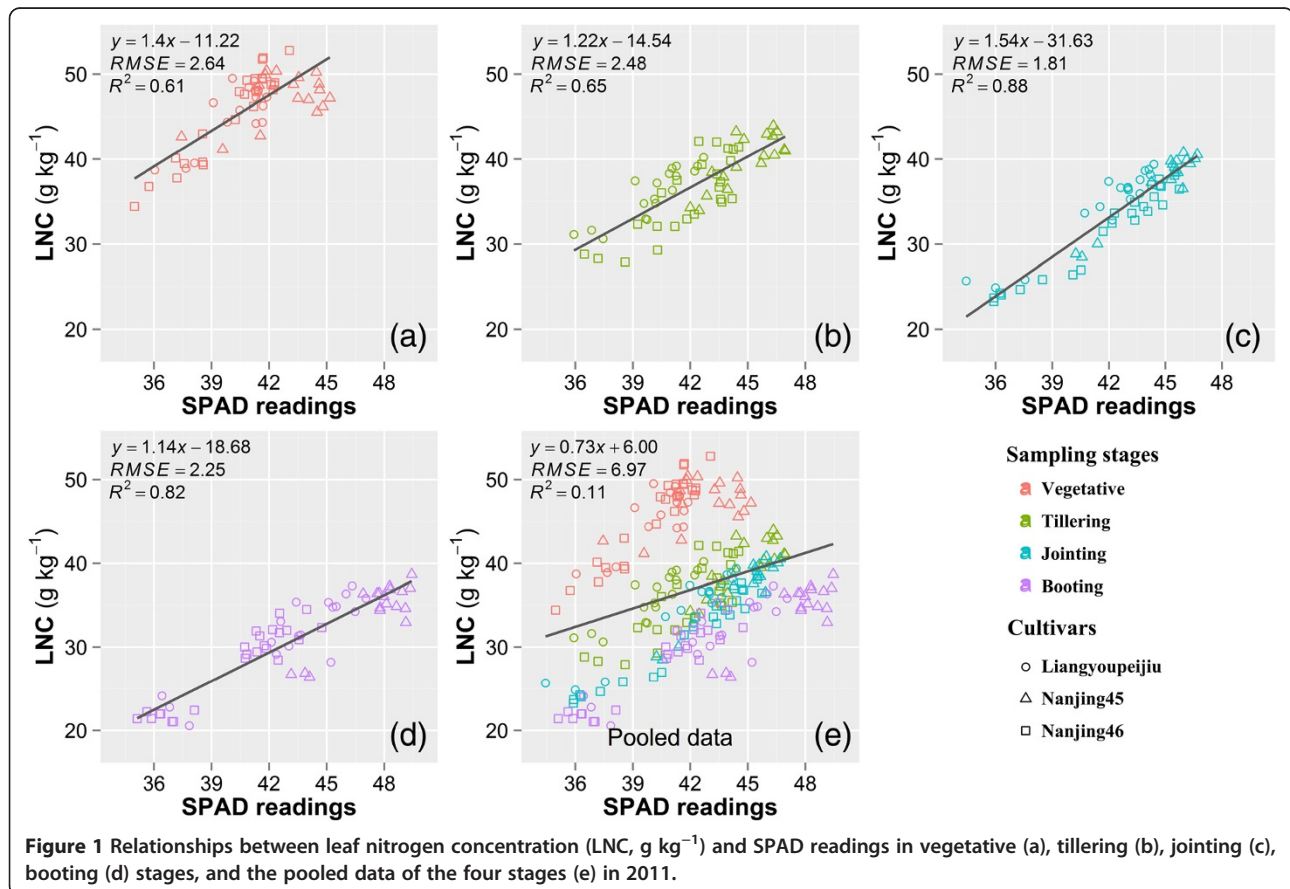 y = 1.4x − 11.22
RMSE = 2.64
R² = 0.61
LNC (g kg⁻¹)
50
40
30
20
(a)
36 39 42 45 48
SPAD readings
y = 1.22x − 14.54
RMSE = 2.48
R² = 0.65
LNC (g kg⁻¹)
50
40
30
20
(b)
36 39 42 45 48
SPAD readings
y = 1.54x − 31.63
RMSE = 1.81
R² = 0.88
LNC (g kg⁻¹)
50
40
30
20
(c)
36 39 42 45 48
SPAD readings
y = 1.14x − 18.68
RMSE = 2.25
R² = 0.82
LNC (g kg⁻¹)
50
40
30
20
(d)
36 39 42 45 48
SPAD readings
y = 0.73x + 6.00
RMSE = 6.97
R² = 0.11
LNC (g kg⁻¹)
50
40
30
20
Pooled data
(e)
36 39 42 45 48
SPAD readings
Sampling stages
a Vegetative
a Tillering
a Jointing
a Booting
Cultivars
Liangyoupeijiu
Nanjing45
Nanjing46
Figure 1 Relationships between leaf nitrogen concentration (LNC, g kg⁻¹) and SPAD readings in vegetative (a), tillering (b), jointing (c),
booting (d) stages, and the pooled data of the four stages (e) in 2011.